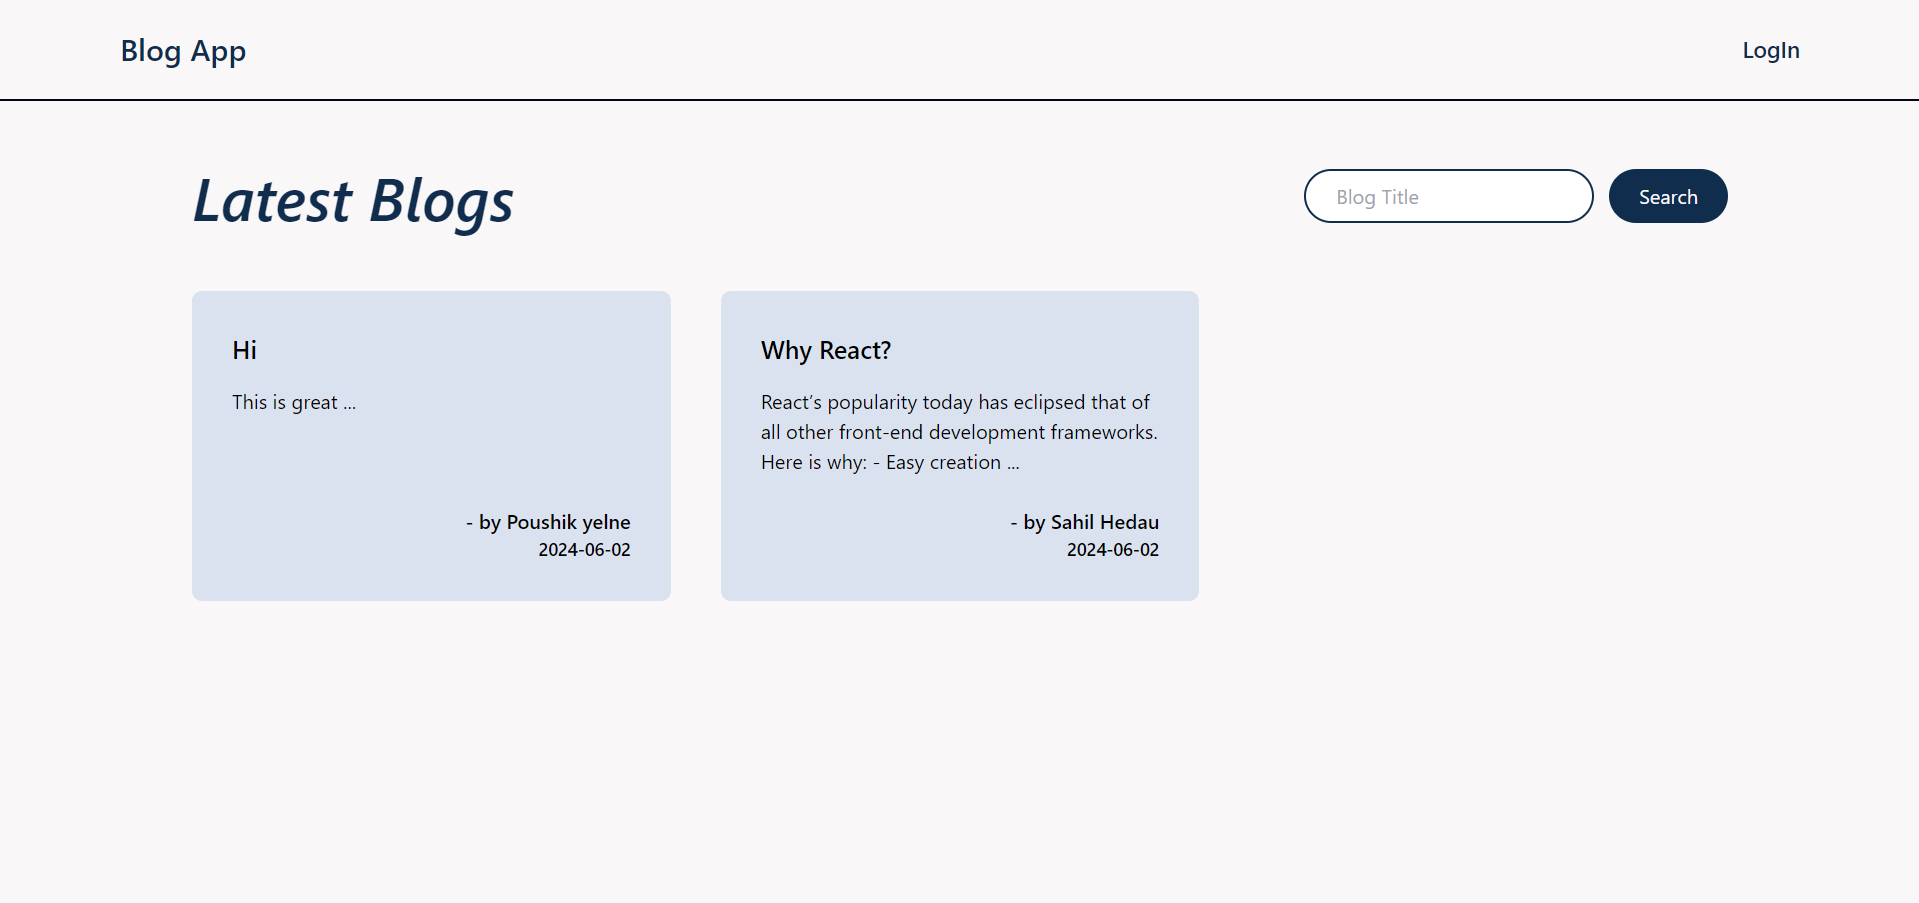 Blog App
LogIn
Latest Blogs
Blog Title
Search
Hi
This is great ...
- by Poushik yelne
2024-06-02
Why React?
React’s popularity today has eclipsed that of
all other front-end development frameworks.
Here is why: - Easy creation ...
- by Sahil Hedau
2024-06-02